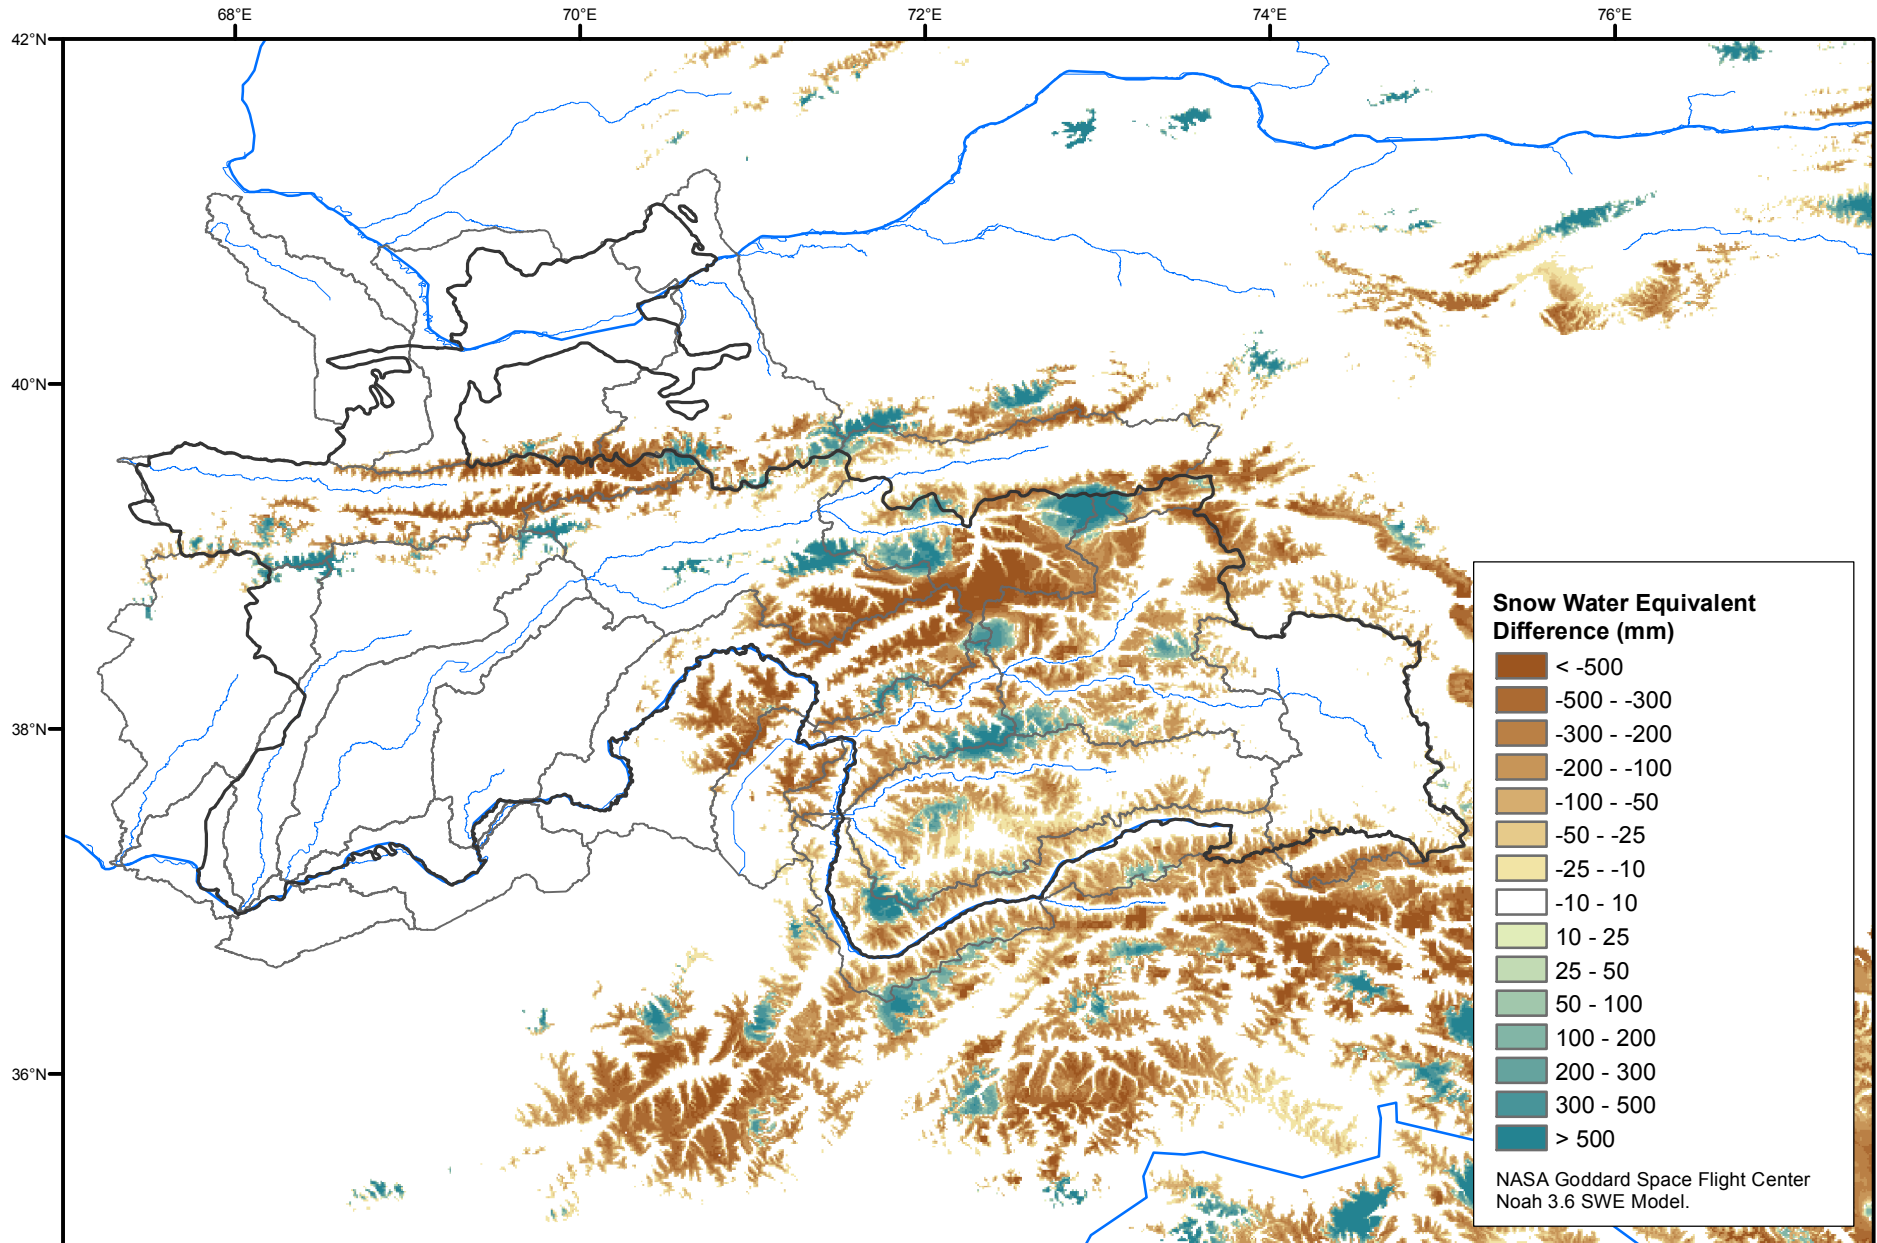 68°E
70°E
72°E
74°E
76°E
42°N
40°N
38°N
36°N
Snow Water Equivalent
Difference (mm)
< -500
-500 - -300
-300 - -200
-200 - -100
-100 - -50
-50 - -25
-25 - -10
-10 - 10
10 - 25
25 - 50
50 - 100
100 - 200
200 - 300
300 - 500
> 500
NASA Goddard Space Flight Center
Noah 3.6 SWE Model.